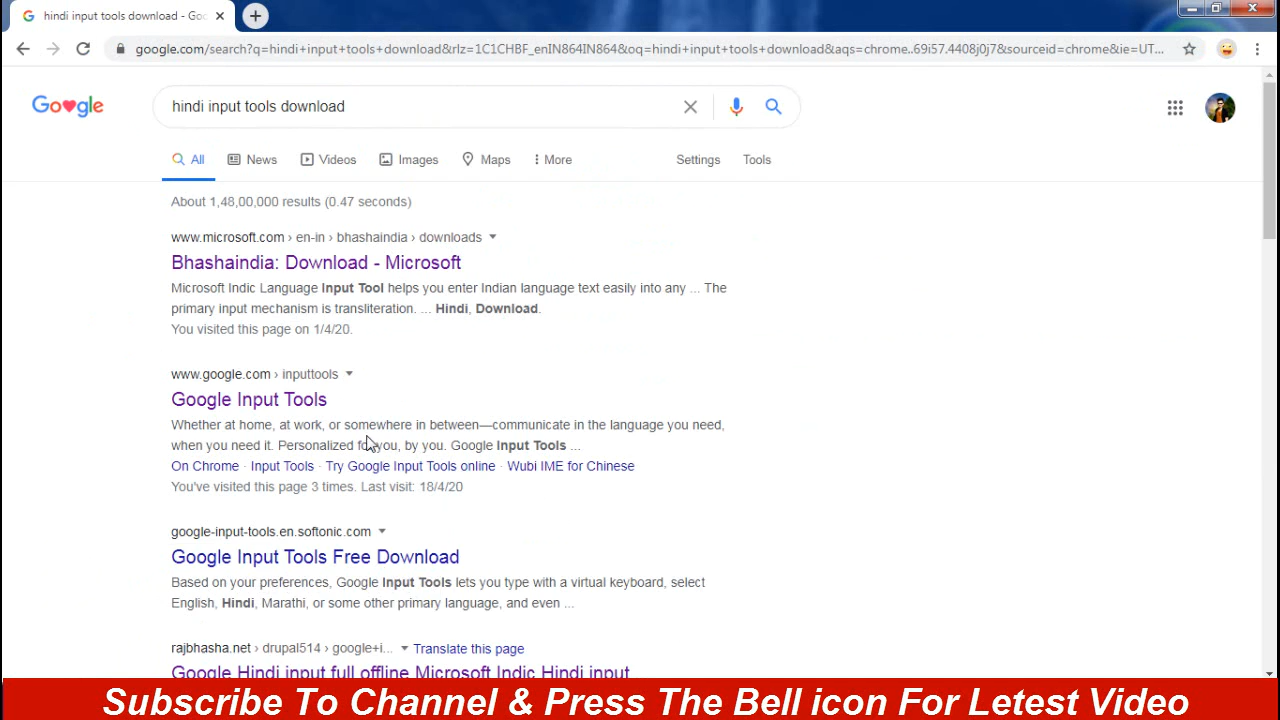 hindi input tools download - Goo
google.com/search?q=hindi+input+tools+download&rlz=1C1CHBF_enIN864IN864&oq=hindi+input+tools+download&aqs=chrome..69i57.4408j0j7&sourceid=chrome&ie=UT...
Go♥gle
hindi input tools download
All News Videos Images Maps More Settings Tools
About 1,48,00,000 results (0.47 seconds)
www.microsoft.com › en-in › bhashaindia › downloads
Bhashaindia: Download - Microsoft
Microsoft Indic Language Input Tool helps you enter Indian language text easily into any ... The
primary input mechanism is transliteration. ... Hindi, Download.
You visited this page on 1/4/20.
www.google.com › inputtools
Google Input Tools
Whether at home, at work, or somewhere in between—communicate in the language you need,
when you need it. Personalized for you, by you. Google Input Tools ...
On Chrome · Input Tools · Try Google Input Tools online · Wubi IME for Chinese
You've visited this page 3 times. Last visit: 18/4/20
google-input-tools.en.softonic.com
Google Input Tools Free Download
Based on your preferences, Google Input Tools lets you type with a virtual keyboard, select
English, Hindi, Marathi, or some other primary language, and even ...
rajbhasha.net › drupal514 › google+i... Translate this page
Google Hindi input full offline Microsoft Indic Hindi input
Subscribe To Channel & Press The Bell icon For Letest Video